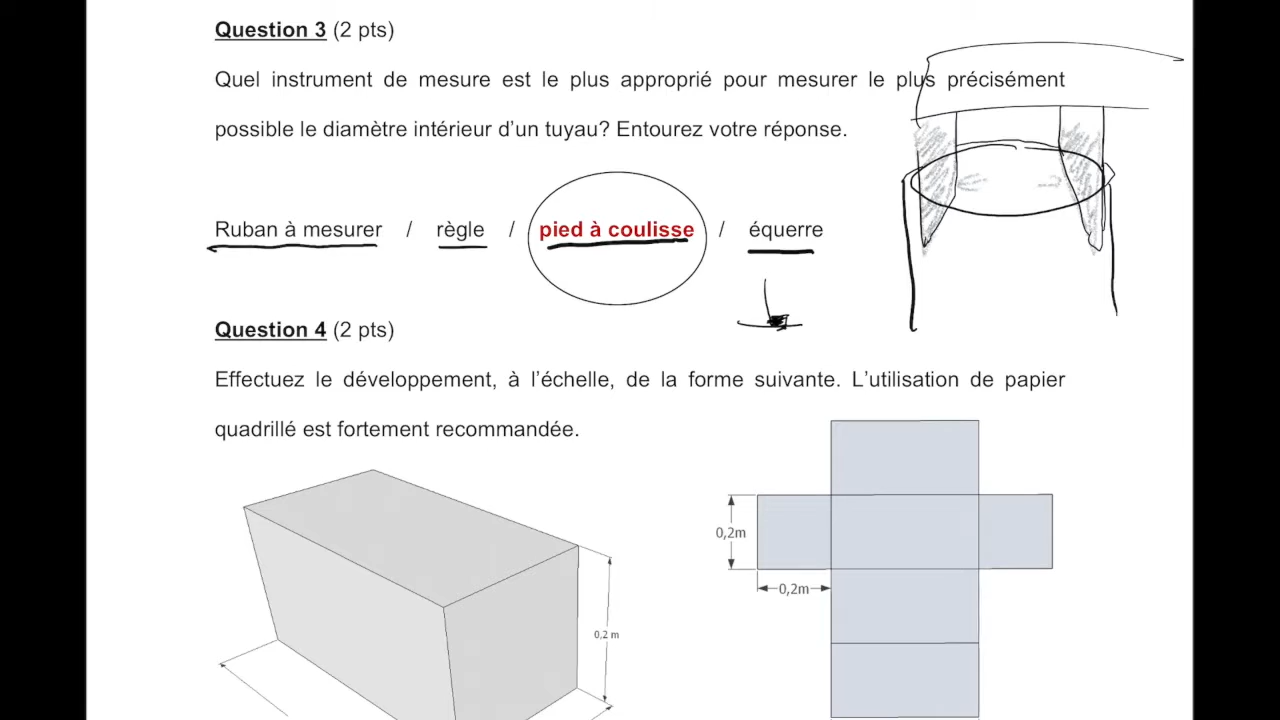 Question 3 (2 pts)
Quel instrument de mesure est le plus approprié pour mesurer le plus précisément
possible le diamètre intérieur d’un tuyau? Entourez votre réponse.
Ruban à mesurer / règle / pied à coulisse / équerre
Question 4 (2 pts)
Effectuez le développement, à l’échelle, de la forme suivante. L’utilisation de papier
quadrillé est fortement recommandée.
0,2m
0,2m
0,2 m